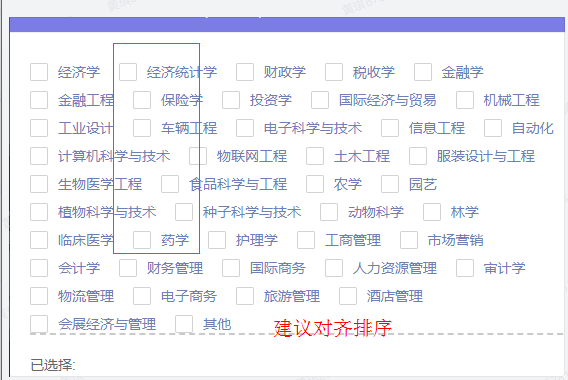 经济学 经济统计学 财政学 税收学 金融学
金融工程 保险学 投资学 国际经济与贸易 机械工程
工业设计 车辆工程 电子科学与技术 信息工程 自动化
计算机科学与技术 物联网工程 土木工程 服装设计与工程
生物医学工程 食品科学与工程 农学 园艺
植物科学与技术 种子科学与技术 动物科学 林学
临床医学 药学 护理学 工商管理 市场营销
会计学 财务管理 国际商务 人力资源管理 审计学
物流管理 电子商务 旅游管理 酒店管理
会展经济与管理 其他
建议对齐排序
已选择: